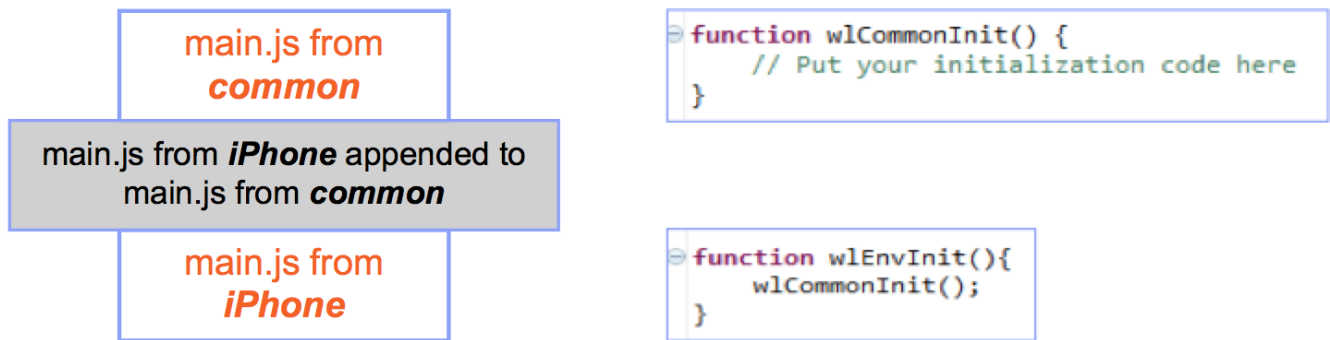 main.js from
common
main.js from iPhone appended to
main.js from common
main.js from
iPhone
function wlCommonInit() {
// Put your initialization code here
}
function wlEnvInit(){
wlCommonInit();
}